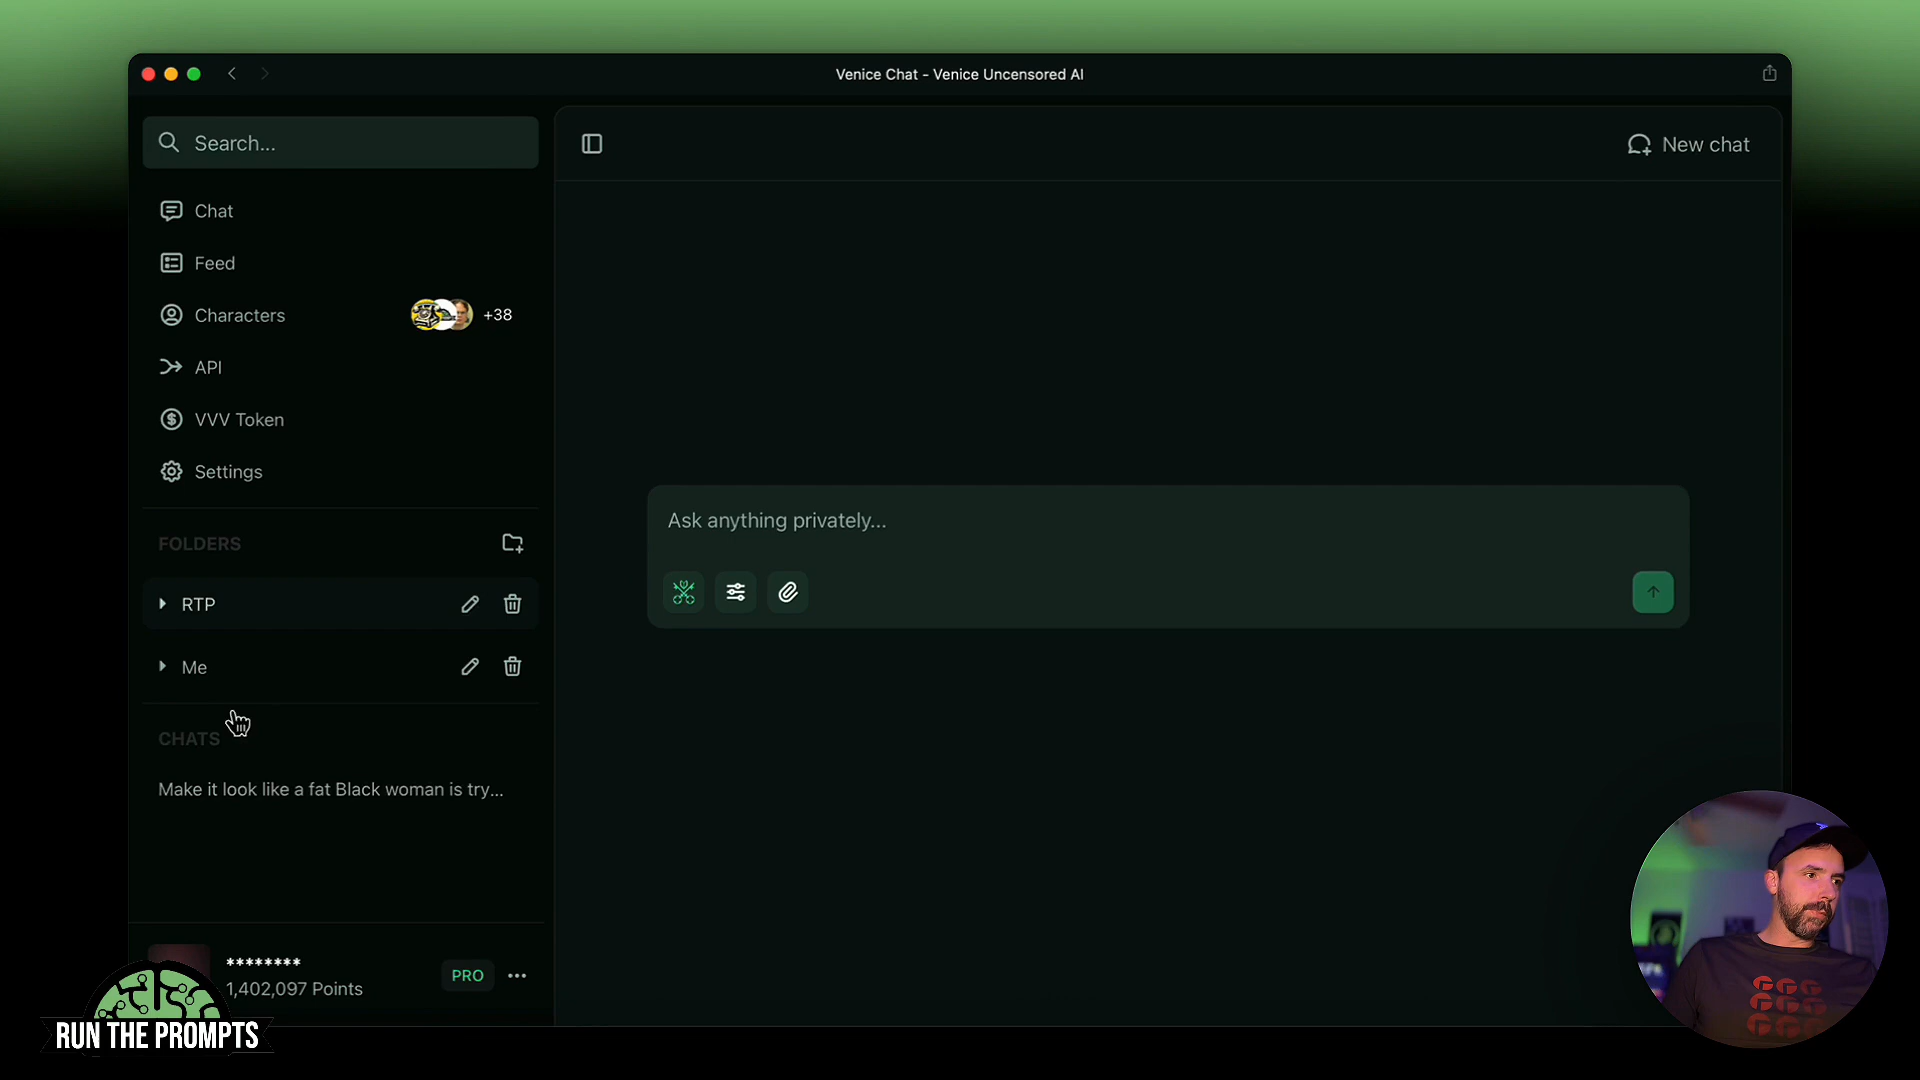 Venice Chat - Venice Uncensored AI
Search...
New chat
Chat
Feed
Characters
+38
API
VVV Token
Settings
FOLDERS
RTP
Me
Ask anything privately...
CHATS
Make it look like a fat Black woman is try...
********
1,402,097 Points
PRO
RUN THE PROMPTS